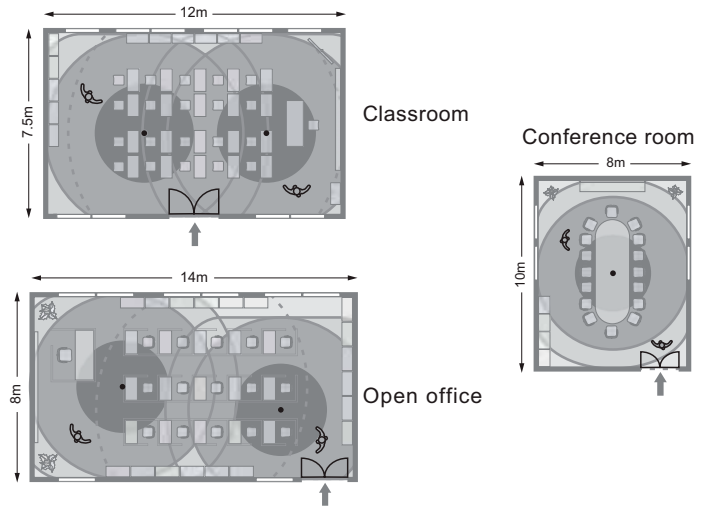 12m
7.5m
Classroom
Conference room
8m
10m
14m
8m
Open office